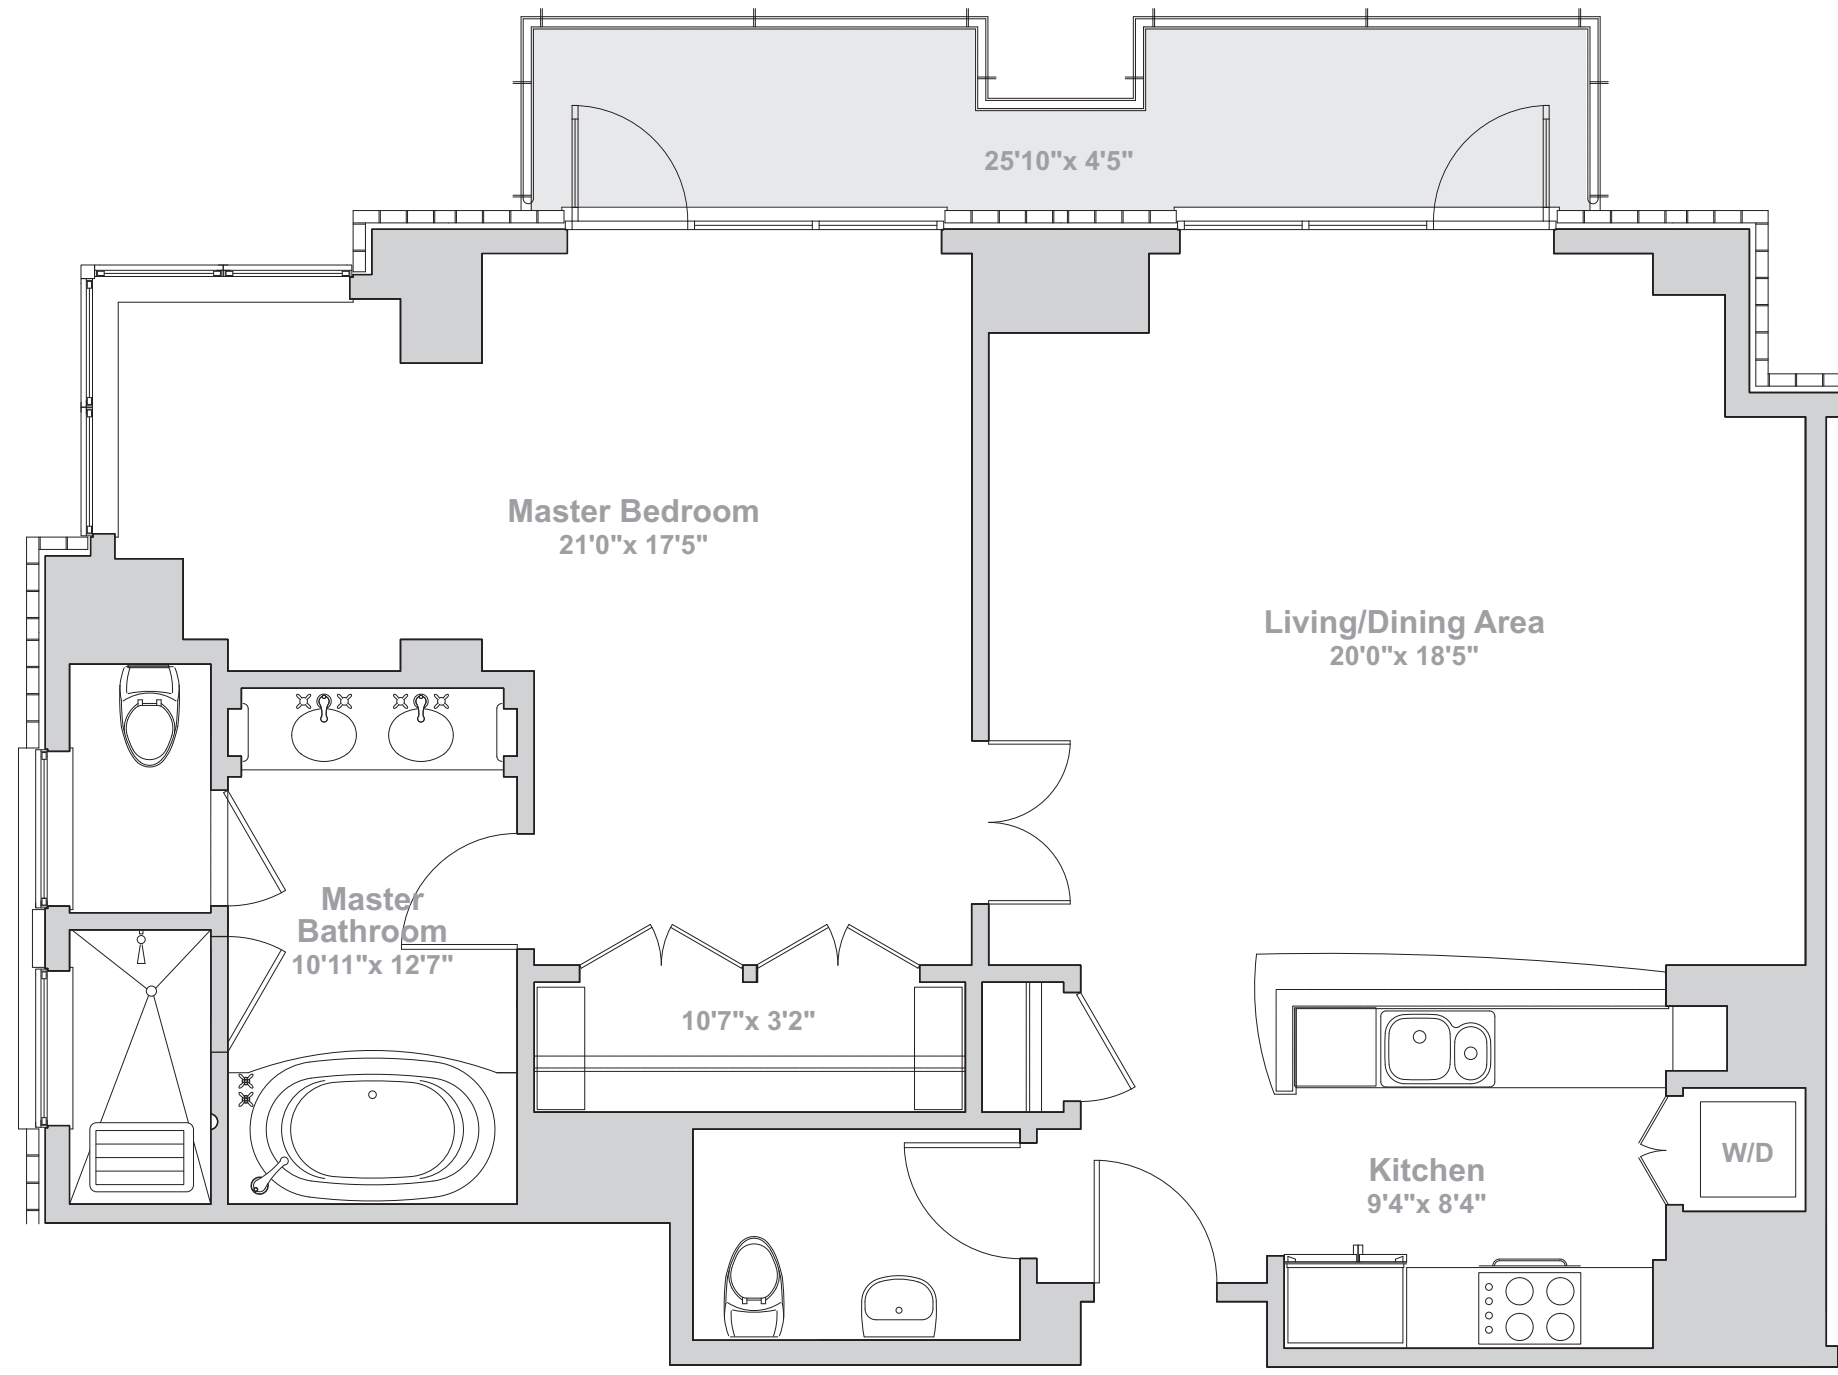 25'10"x 4'5"
Master Bedroom
21'0"x 17'5"
Living/Dining Area
20'0"x 18'5"
Master
Bathroom
10'11"x 12'7"
10'7"x 3'2"
W/D
Kitchen
9'4"x 8'4"